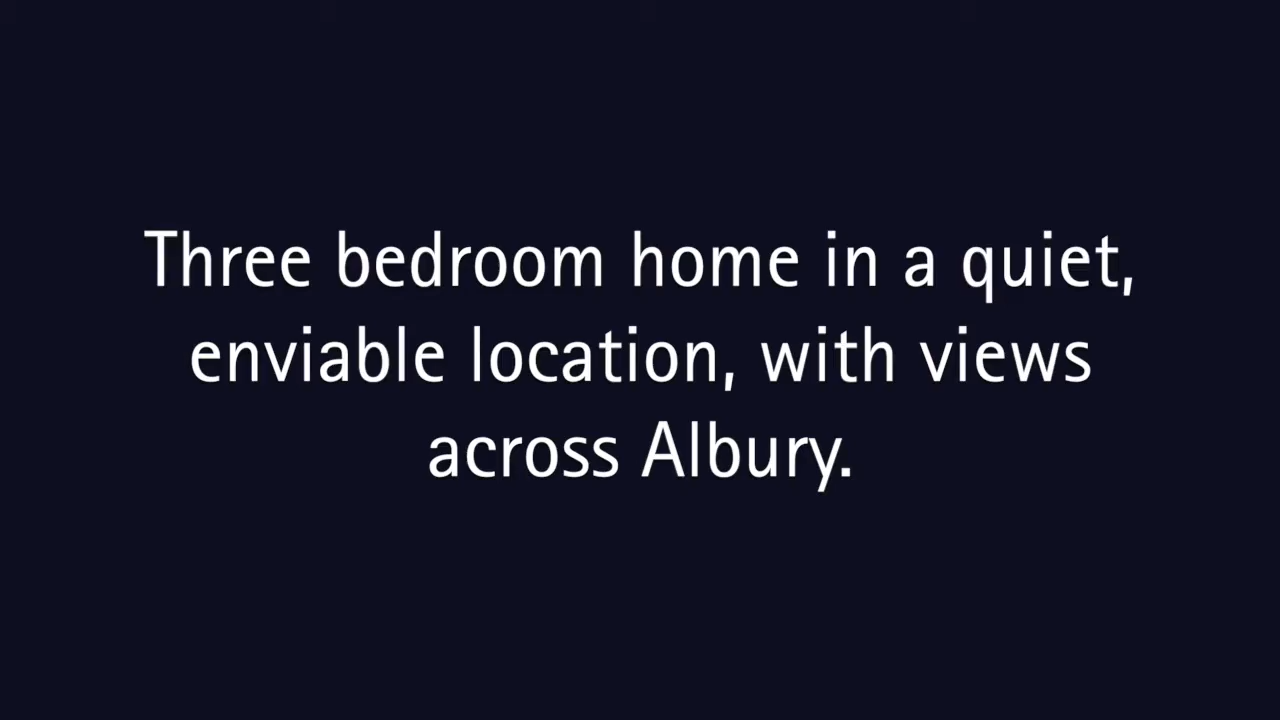 Three bedroom home in a quiet,
enviable location, with views
across Albury.